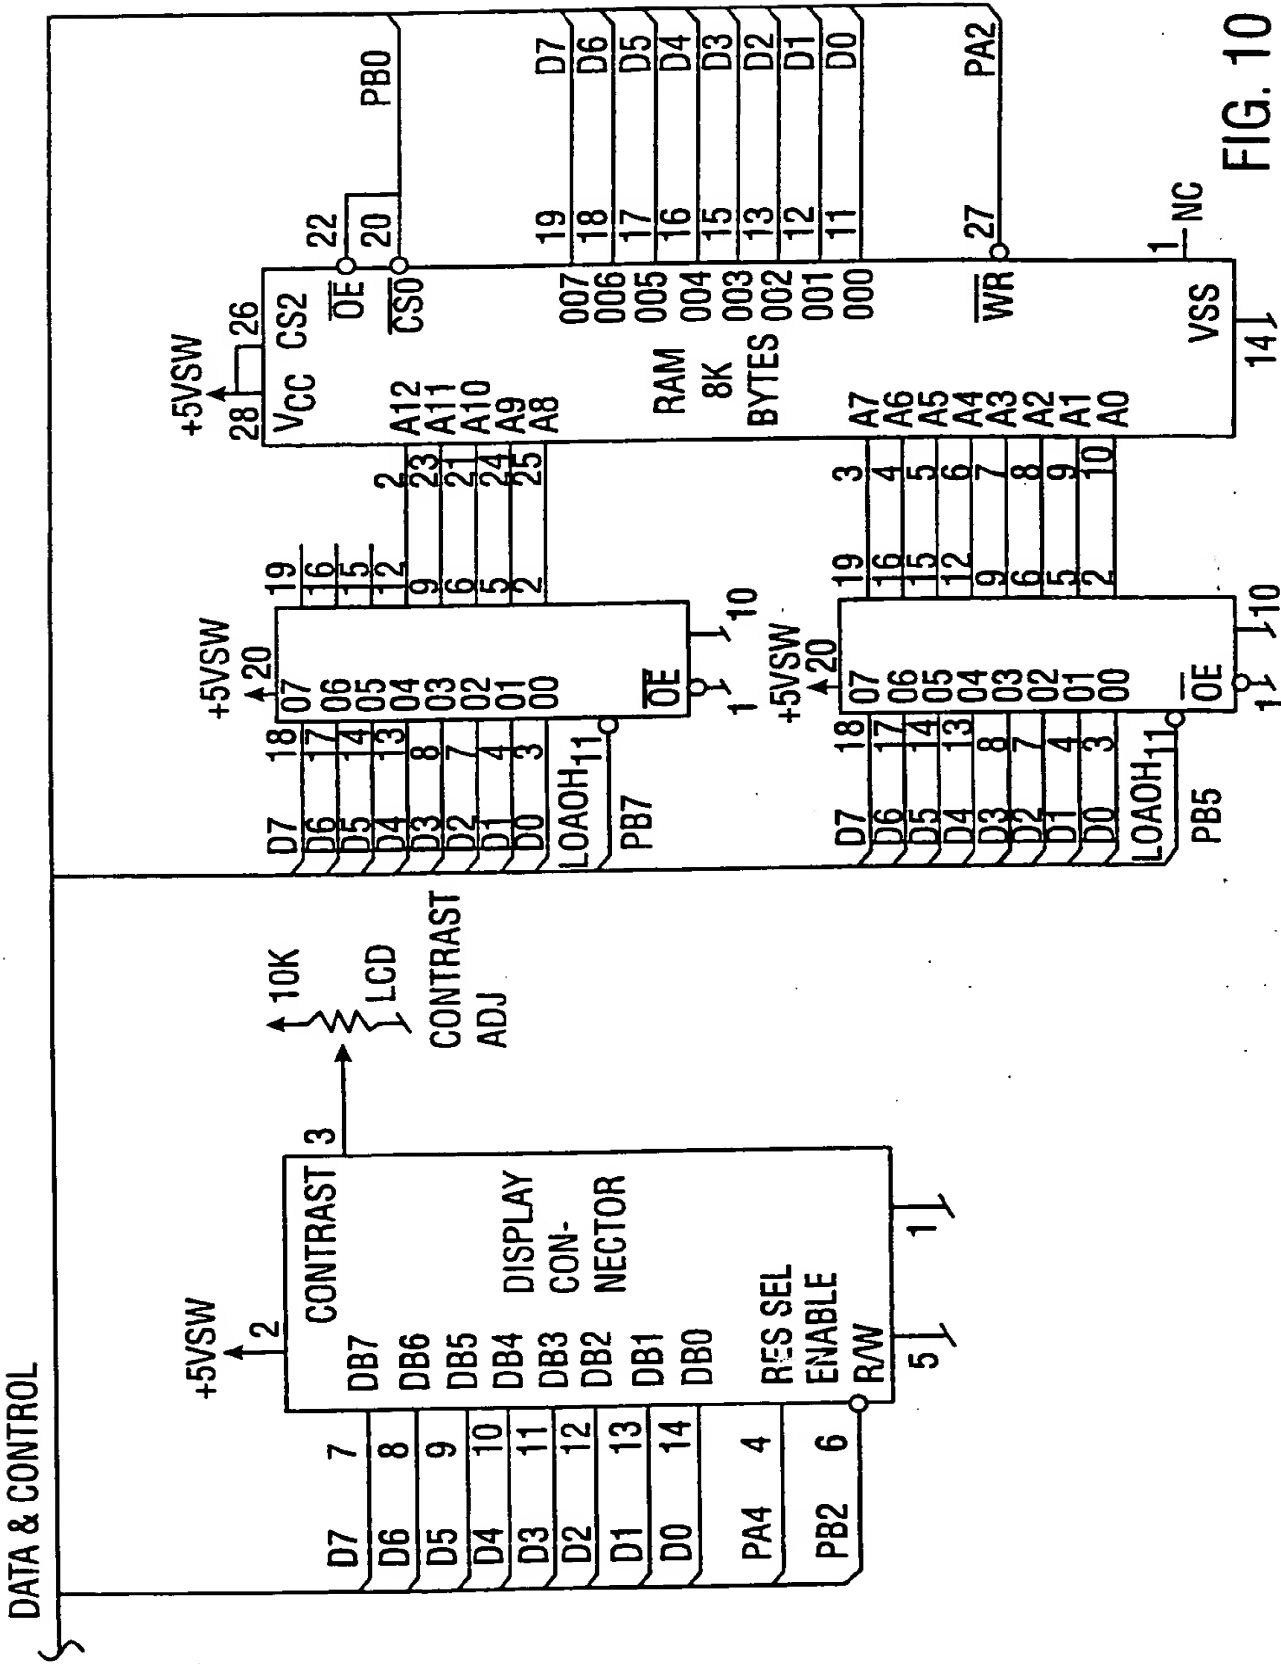 DATA & CONTROL
+5VSW
2
CONTRAST 3
10K
LCD
CONTRAST
ADJ
DISPLAY
CON-
NECTOR
D7 7 DB7
D6 8 DB6
D5 9 DB5
D4 10 DB4
D3 11 DB3
D2 12 DB2
D1 13 DB1
D0 14 DB0
PA4 4 RES SEL
ENABLE
PB2 6 R/W
5 1
+5VSW
20
D7 18 07 19
D6 17 06 16
D5 14 05 15
D4 13 04 12
D3 8 03 9
D2 7 02 6
D1 4 01 5
D0 3 00 2
LOAOH 11
PB7
OE
1 10
+5VSW
20
D7 18 07 19
D6 17 06 16
D5 14 05 15
D4 13 04 12
D3 8 03 9
D2 7 02 6
D1 4 01 5
D0 3 00 2
LOAOH 11
PB5
OE
1 10
+5VSW
28 26
VCC CS2
OE 22
CS0 20 PB0
2 A12
23 A11
21 A10
24 A9
25 A8
RAM
8K
BYTES
3 A7
4 A6
5 A5
6 A4
7 A3
8 A2
9 A1
10 A0
007 19 D7
006 18 D6
005 17 D5
004 16 D4
003 15 D3
002 13 D2
001 12 D1
000 11 D0
WR 27 PA2
1 NC
VSS
14
FIG. 10